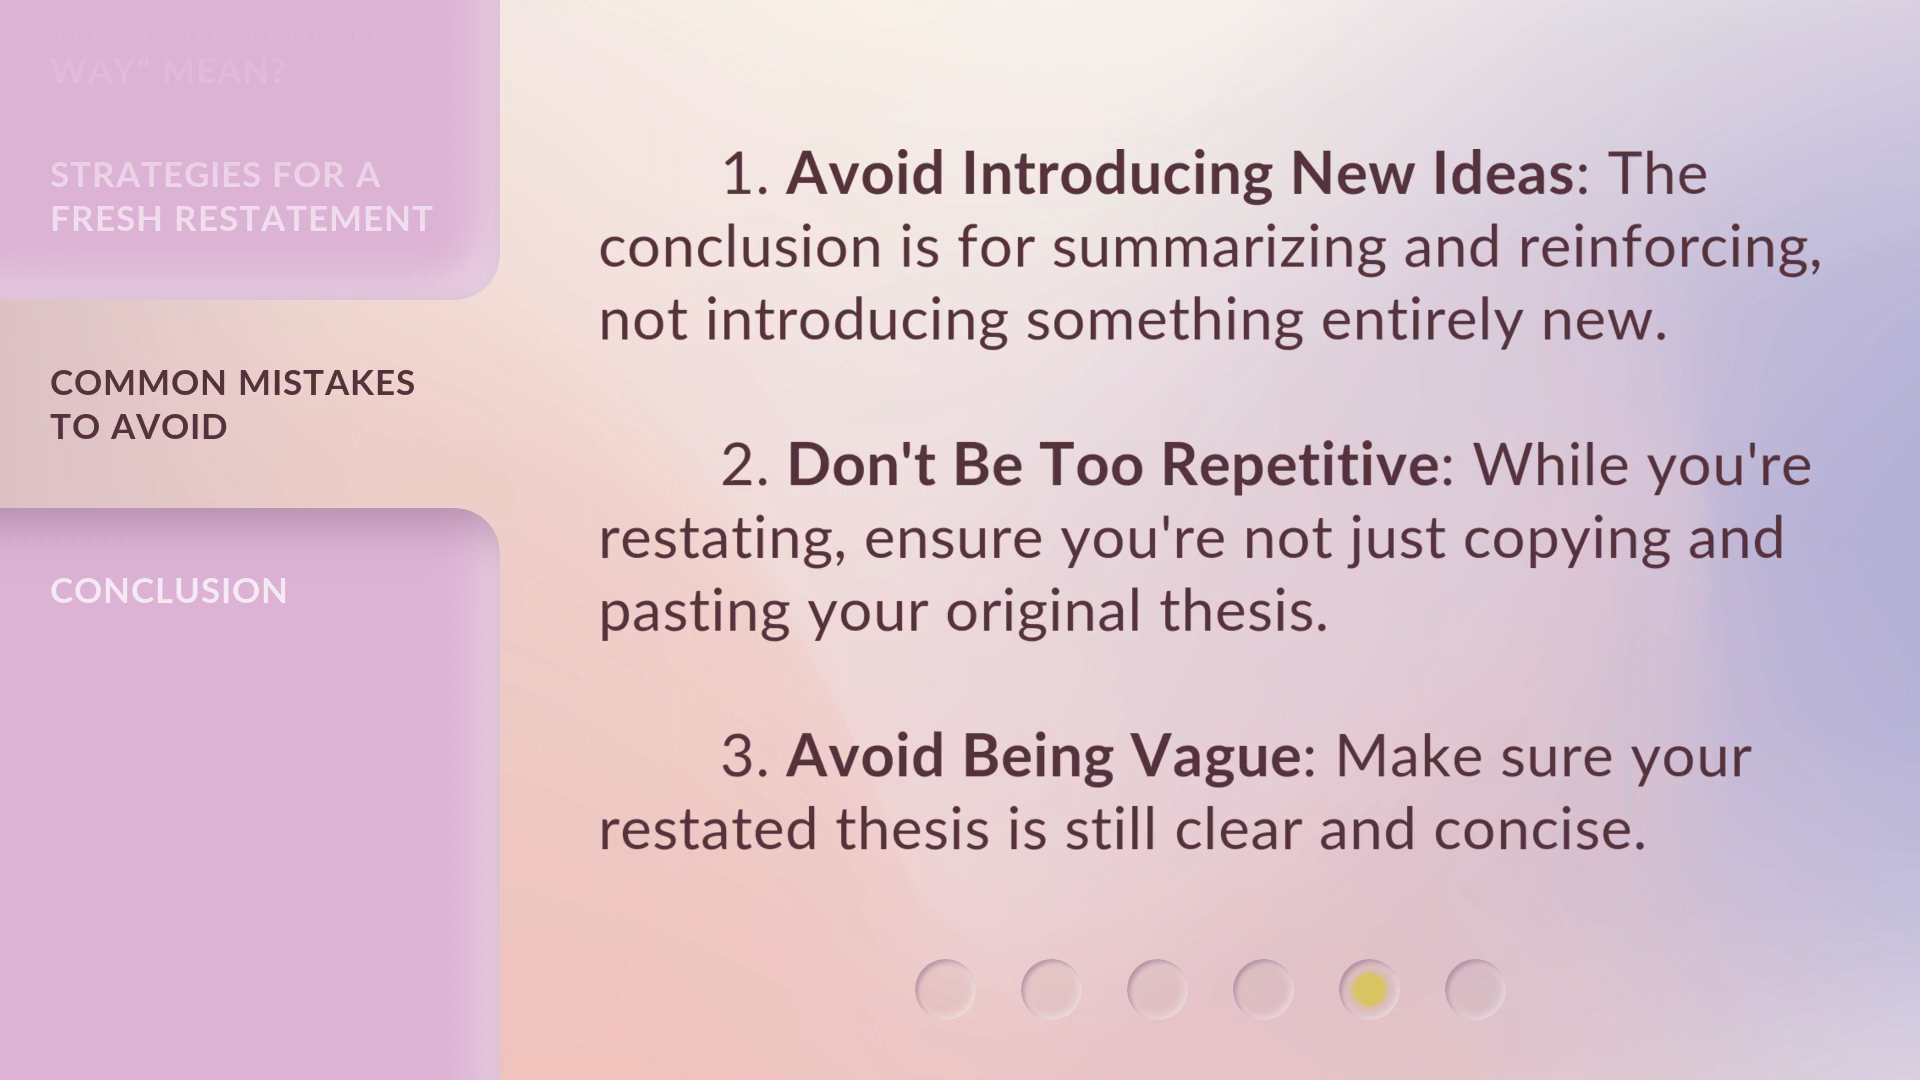 THESIS IN A FRESH
WAY" MEAN?
STRATEGIES FOR A
FRESH RESTATEMENT
COMMON MISTAKES
TO AVOID
CONCLUSION
1. Avoid Introducing New Ideas: The
conclusion is for summarizing and reinforcing,
not introducing something entirely new.
2. Don't Be Too Repetitive: While you're
restating, ensure you're not just copying and
pasting your original thesis.
3. Avoid Being Vague: Make sure your
restated thesis is still clear and concise.